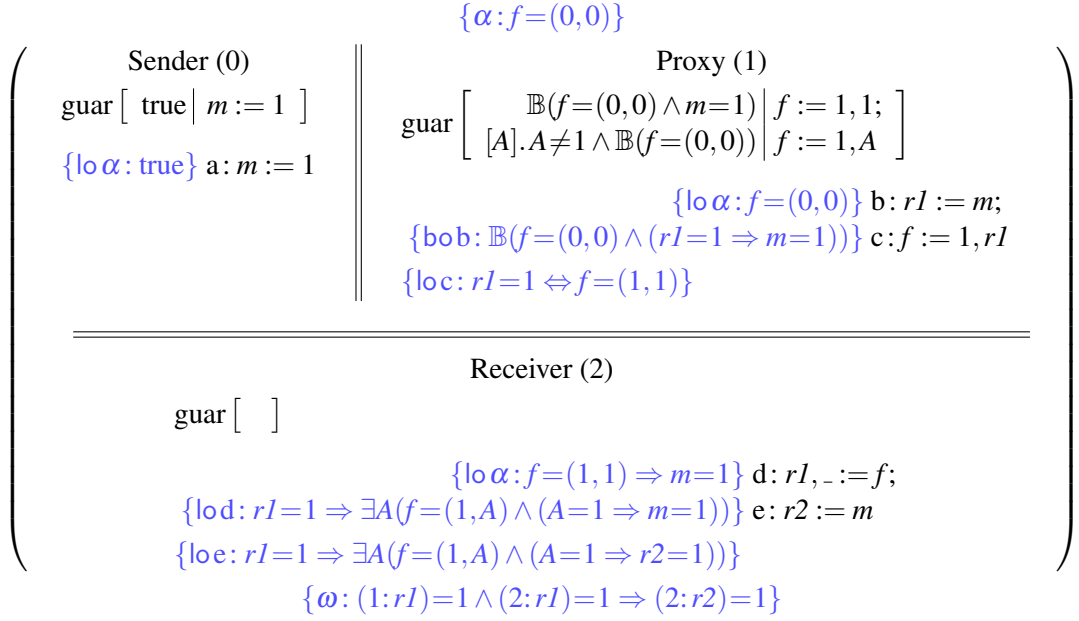 {α: f=(0,0)}
Sender (0)
guar [ true | m := 1 ]
{lo α: true} a: m := 1
Proxy (1)
guar [ 𝔹(f=(0,0) ∧ m=1) | f := 1,1;
[A]. A≠1 ∧ 𝔹(f=(0,0)) | f := 1,A ]
{lo α: f=(0,0)} b: r1 := m;
{bo b: 𝔹(f=(0,0) ∧ (r1=1 ⇒ m=1))} c: f := 1,r1
{lo c: r1=1 ⇔ f=(1,1)}
Receiver (2)
guar [ ]
{lo α: f=(1,1) ⇒ m=1} d: r1, _ := f;
{lo d: r1=1 ⇒ ∃A(f=(1,A) ∧ (A=1 ⇒ m=1))} e: r2 := m
{lo e: r1=1 ⇒ ∃A(f=(1,A) ∧ (A=1 ⇒ r2=1))}
{ω: (1:r1)=1 ∧ (2:r1)=1 ⇒ (2:r2)=1}